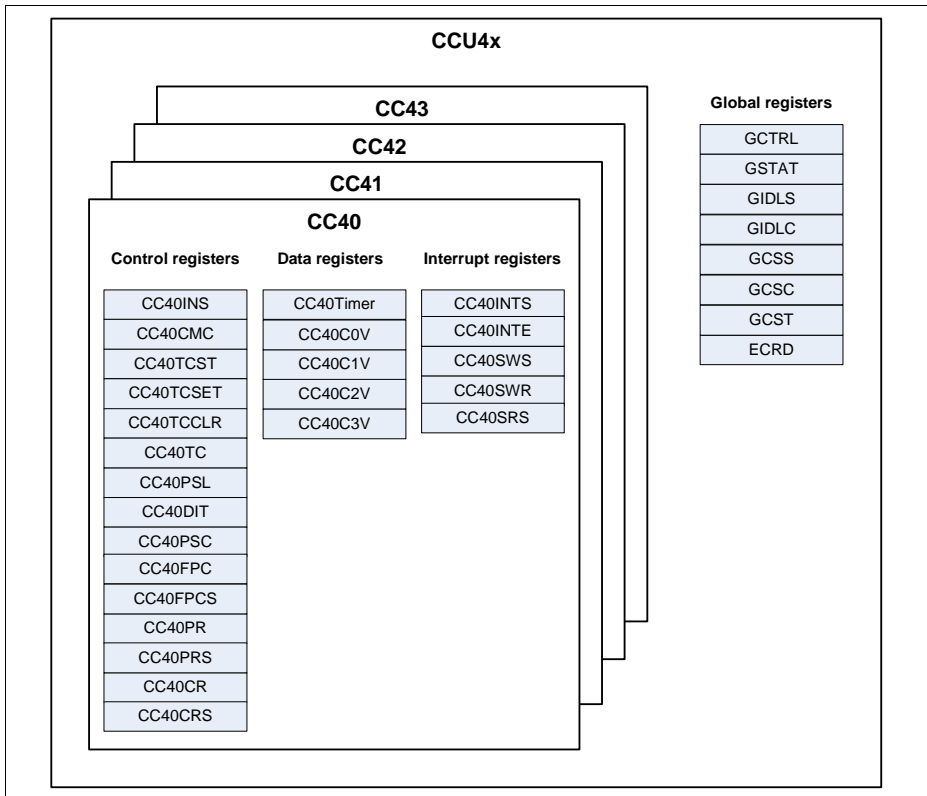 CCU4x
CC43
CC42
CC41
CC40
Control registers
CC40INS
CC40CMC
CC40TCST
CC40TCSET
CC40TCCLR
CC40TC
CC40PSL
CC40DIT
CC40PSC
CC40FPC
CC40FPCS
CC40PR
CC40PRS
CC40CR
CC40CRS
Data registers
CC40Timer
CC40C0V
CC40C1V
CC40C2V
CC40C3V
Interrupt registers
CC40INTS
CC40INTE
CC40SWS
CC40SWR
CC40SRS
Global registers
GCTRL
GSTAT
GIDLS
GIDLC
GCSS
GCSC
GCST
ECRD